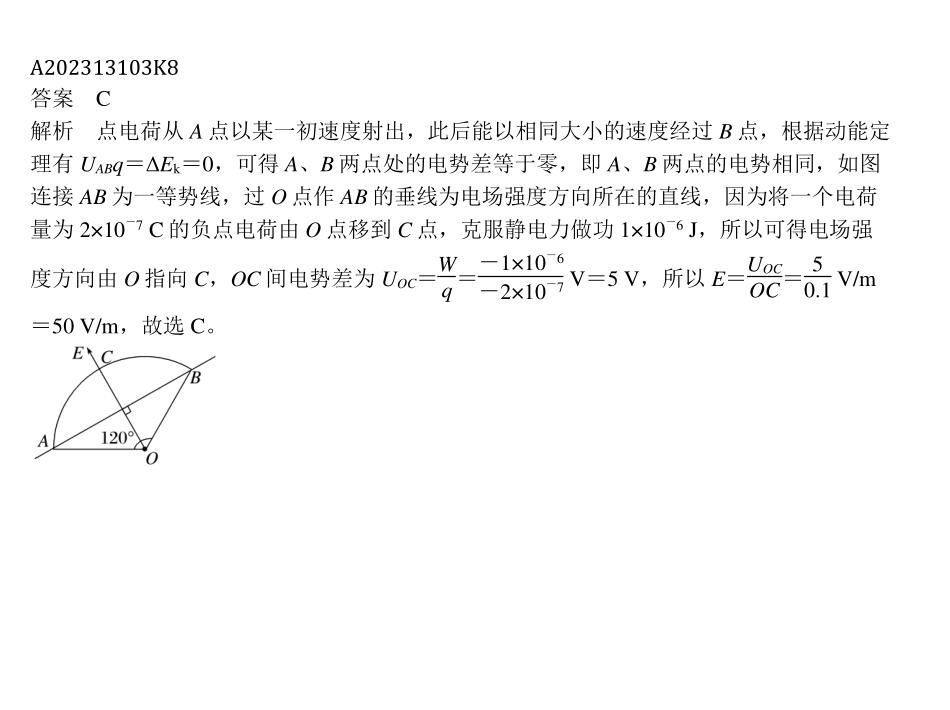 A202313103K8
答案　C
解析　点电荷从 A 点以某一初速度射出，此后能以相同大小的速度经过 B 点，根据动能定
理有 U_{AB}q＝ΔE_k＝0，可得 A、B 两点处的电势差等于零，即 A、B 两点的电势相同，如图
连接 AB 为一等势线，过 O 点作 AB 的垂线为电场强度方向所在的直线，因为将一个电荷
量为 2×10^{－7} C 的负点电荷由 O 点移到 C 点，克服静电力做功 1×10^{－6} J，所以可得电场强
度方向由 O 指向 C，OC 间电势差为 U_{OC}＝\frac{W}{q}＝\frac{－1×10^{－6}}{－2×10^{－7}} V＝5 V，所以 E＝\frac{U_{OC}}{OC}＝\frac{5}{0.1} V/m
＝50 V/m，故选 C。
E C
B
A 120°
O